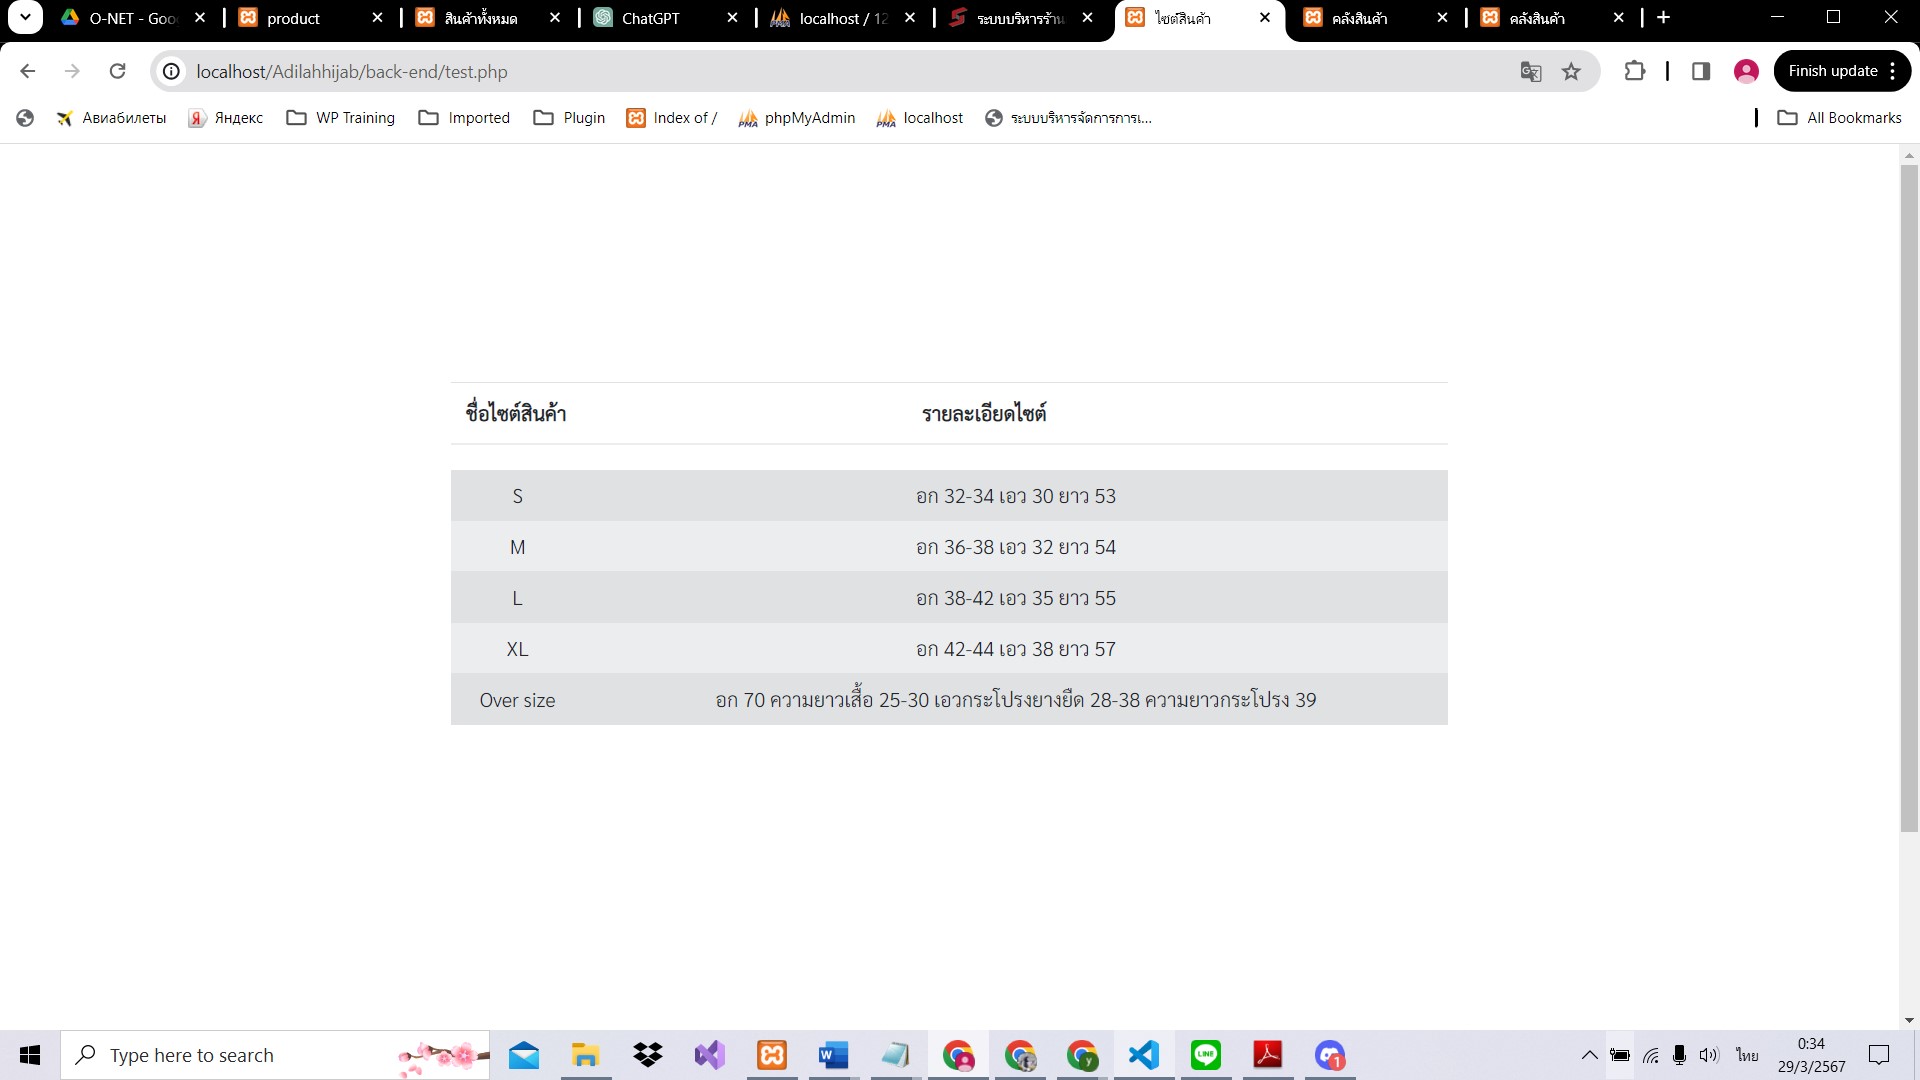 O-NET - Goo
product
สินค้าทั้งหมด
ChatGPT
localhost / 12
ระบบบริหารร้าน
ไซต์สินค้า
คลังสินค้า
คลังสินค้า
localhost/Adilahhijab/back-end/test.php
Finish update
Авиабилеты
Яндекс
WP Training
Imported
Plugin
Index of /
phpMyAdmin
localhost
ระบบบริหารจัดการการเ...
All Bookmarks
ชื่อไซต์สินค้า รายละเอียดไซต์
S อก 32-34 เอว 30 ยาว 53
M อก 36-38 เอว 32 ยาว 54
L อก 38-42 เอว 35 ยาว 55
XL อก 42-44 เอว 38 ยาว 57
Over size อก 70 ความยาวเสื้อ 25-30 เอวกระโปรงยางยืด 28-38 ความยาวกระโปรง 39
Type here to search
ไทย
0:34
29/3/2567